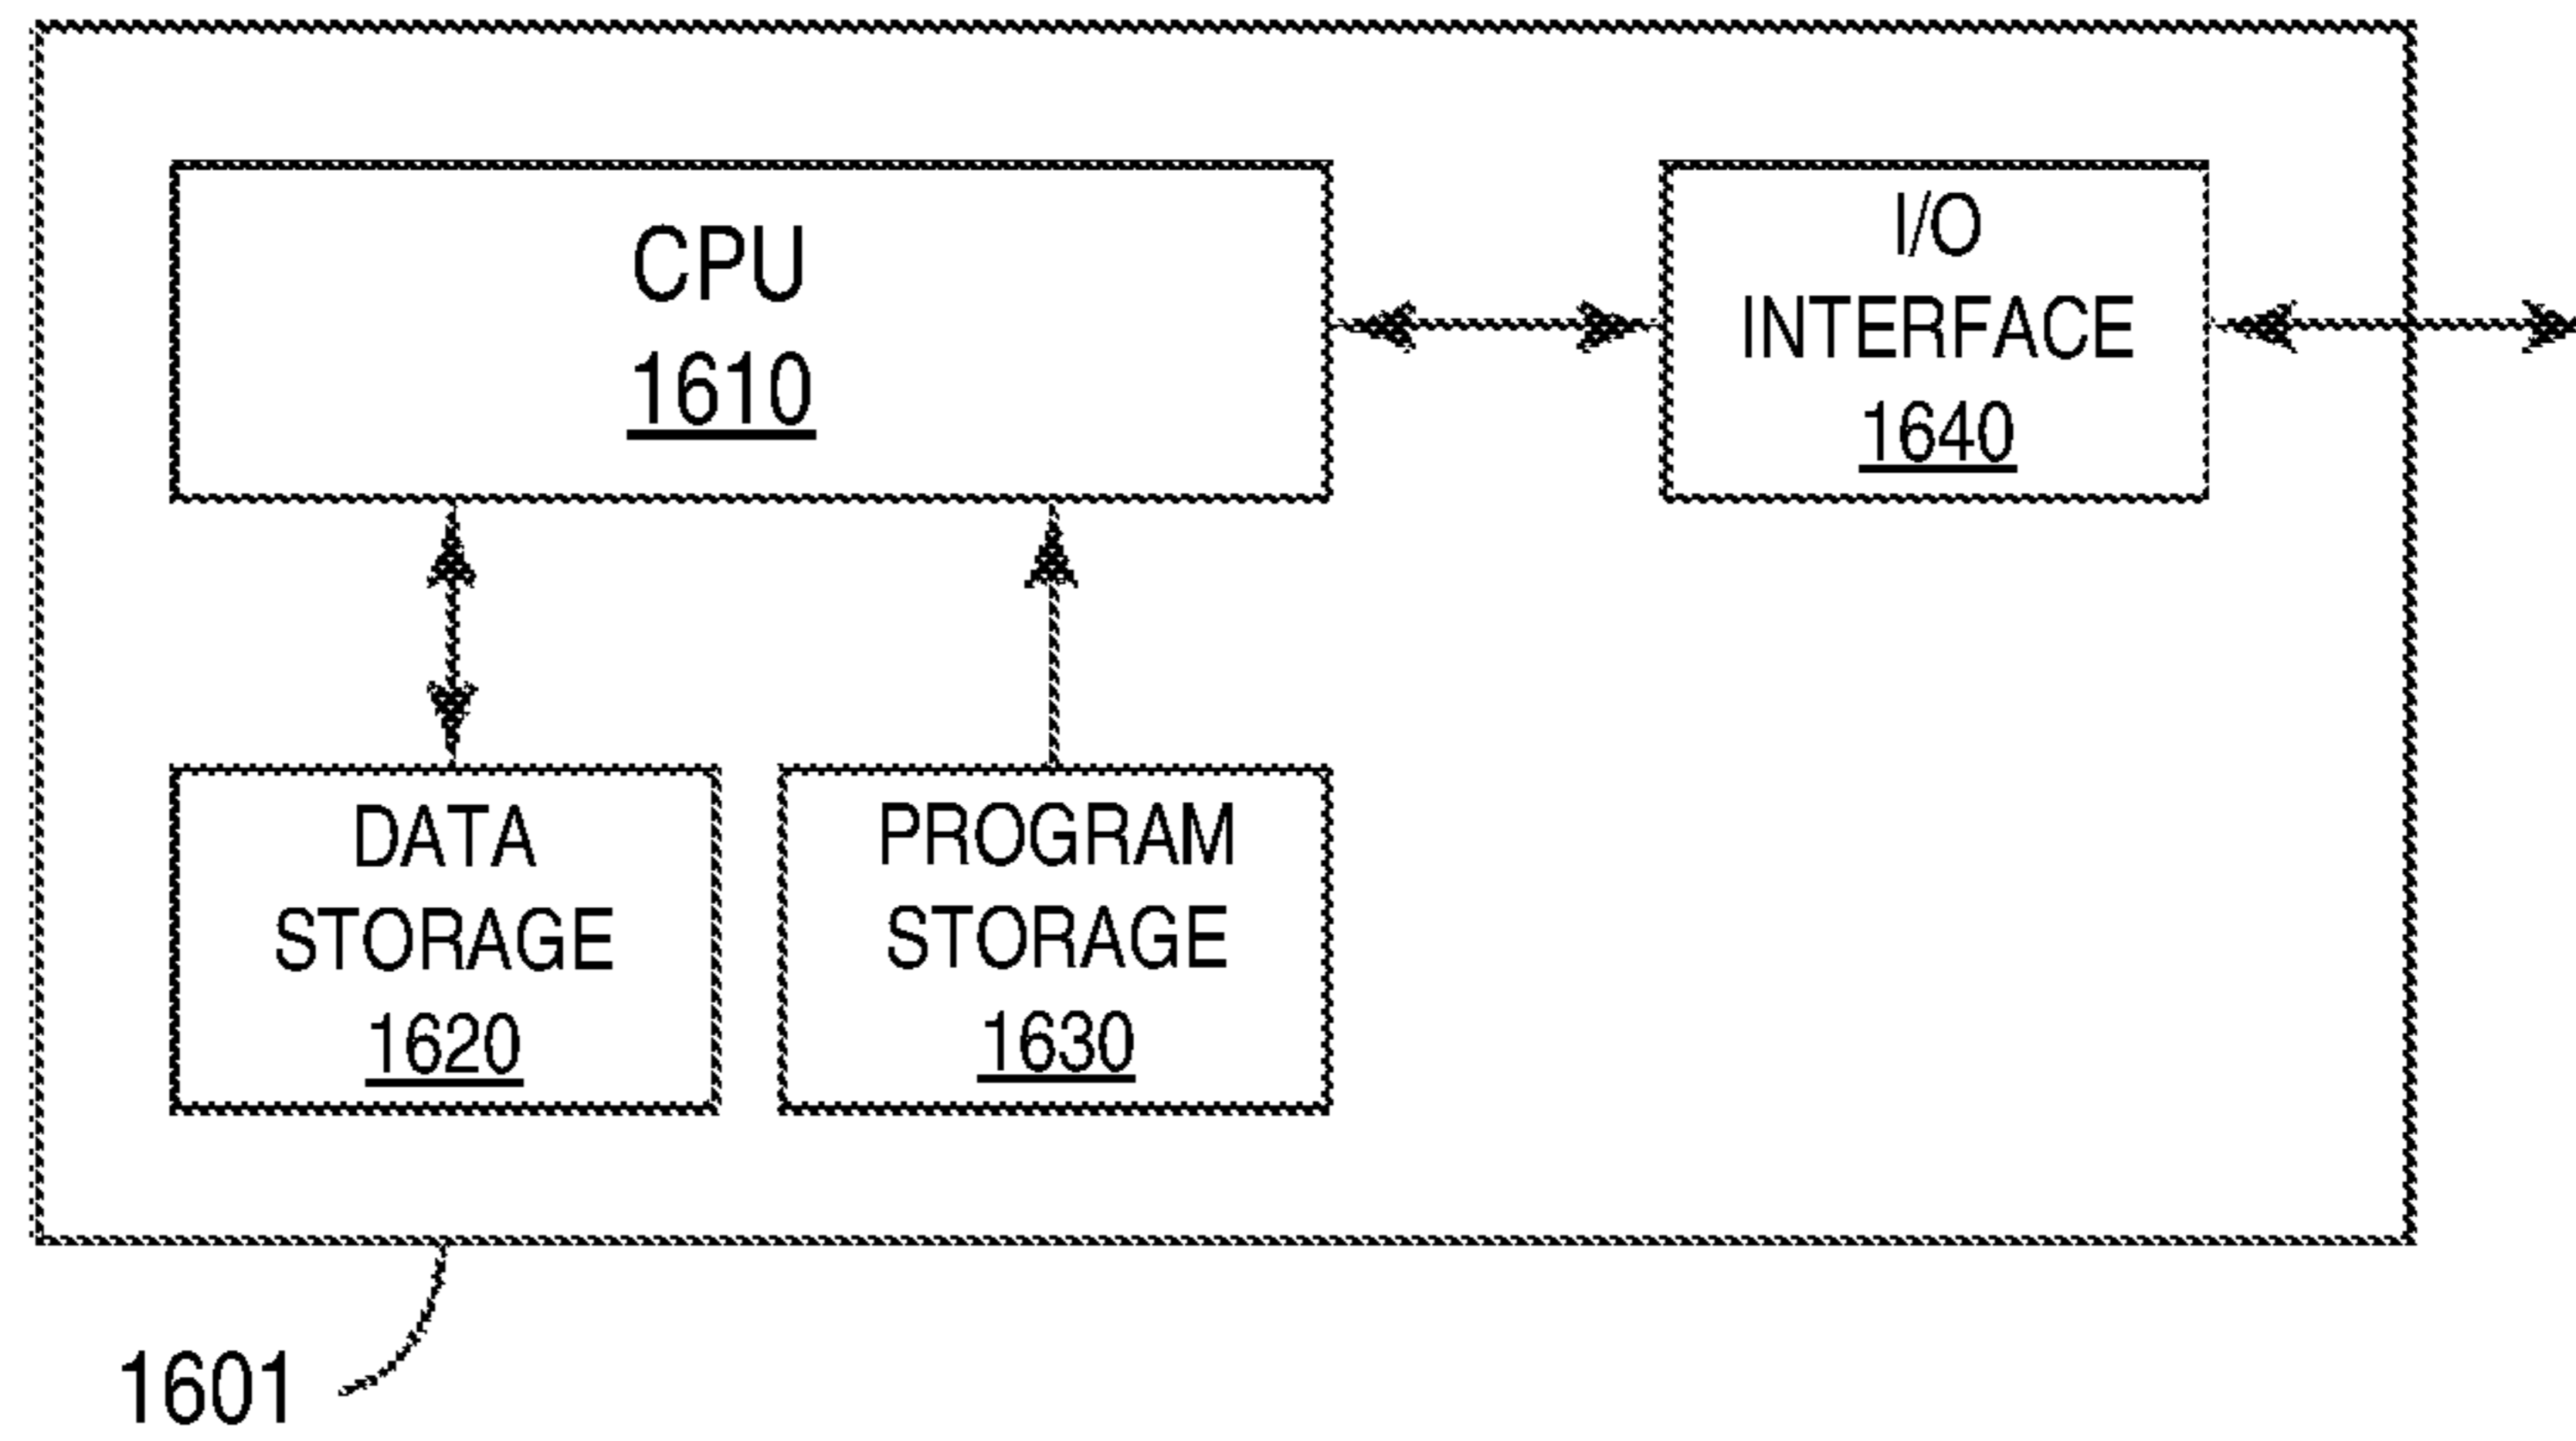 CPU
1610
I/O
INTERFACE
1640
DATA
STORAGE
1620
PROGRAM
STORAGE
1630
1601